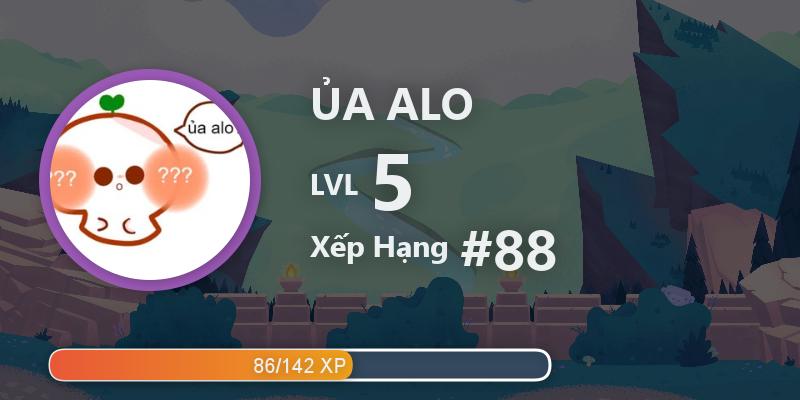 ủa alo
??? ???
ỦA ALO
LVL 5
Xếp Hạng #88
86/142 XP